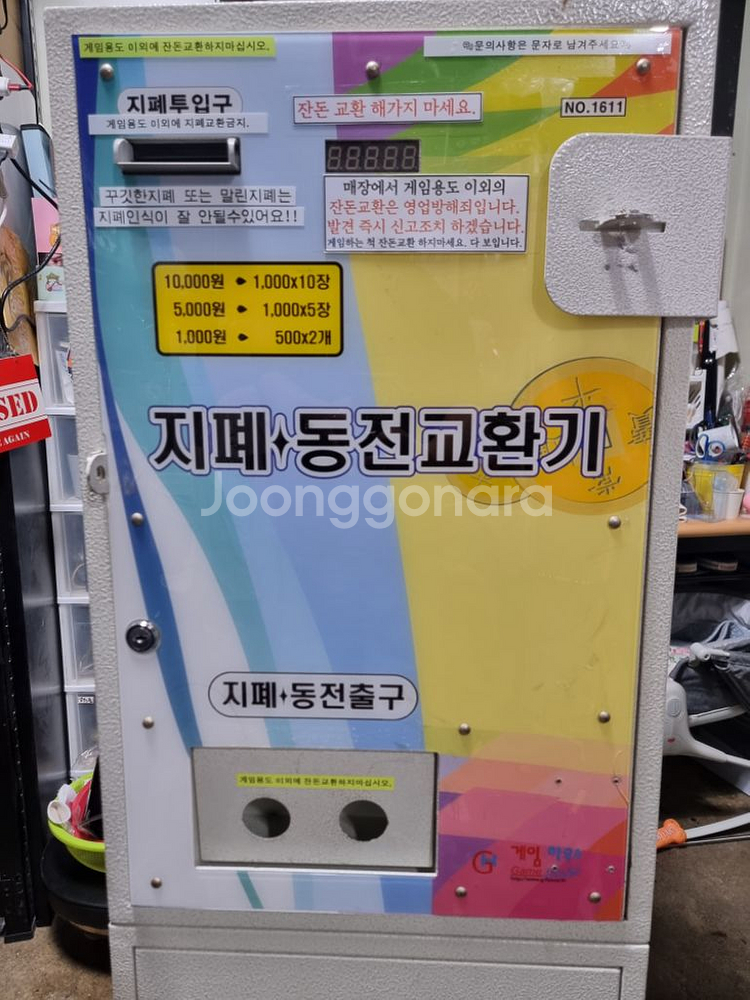 게임용도 이외에 잔돈교환하지마십시오.
문의사항은 문자로 남겨주세요
지폐투입구
게임용도 이외에 지폐교환금지.
잔돈 교환 해가지 마세요.
NO.1611
꾸깃한지폐 또는 말린지폐는
지폐인식이 잘 안될수있어요!!
매장에서 게임용도 이외의
잔돈교환은 영업방해죄입니다.
발견 즉시 신고조치 하겠습니다.
게임하는 척 잔돈교환 하지마세요. 다 보입니다.
10,000원 1,000x10장
5,000원 1,000x5장
1,000원 500x2개
SED
AGAIN
지폐동전교환기
Joonggonara
지폐동전출구
게임용도 이외에 잔돈교환하지마십시오.
GH
게임 하우스
Game